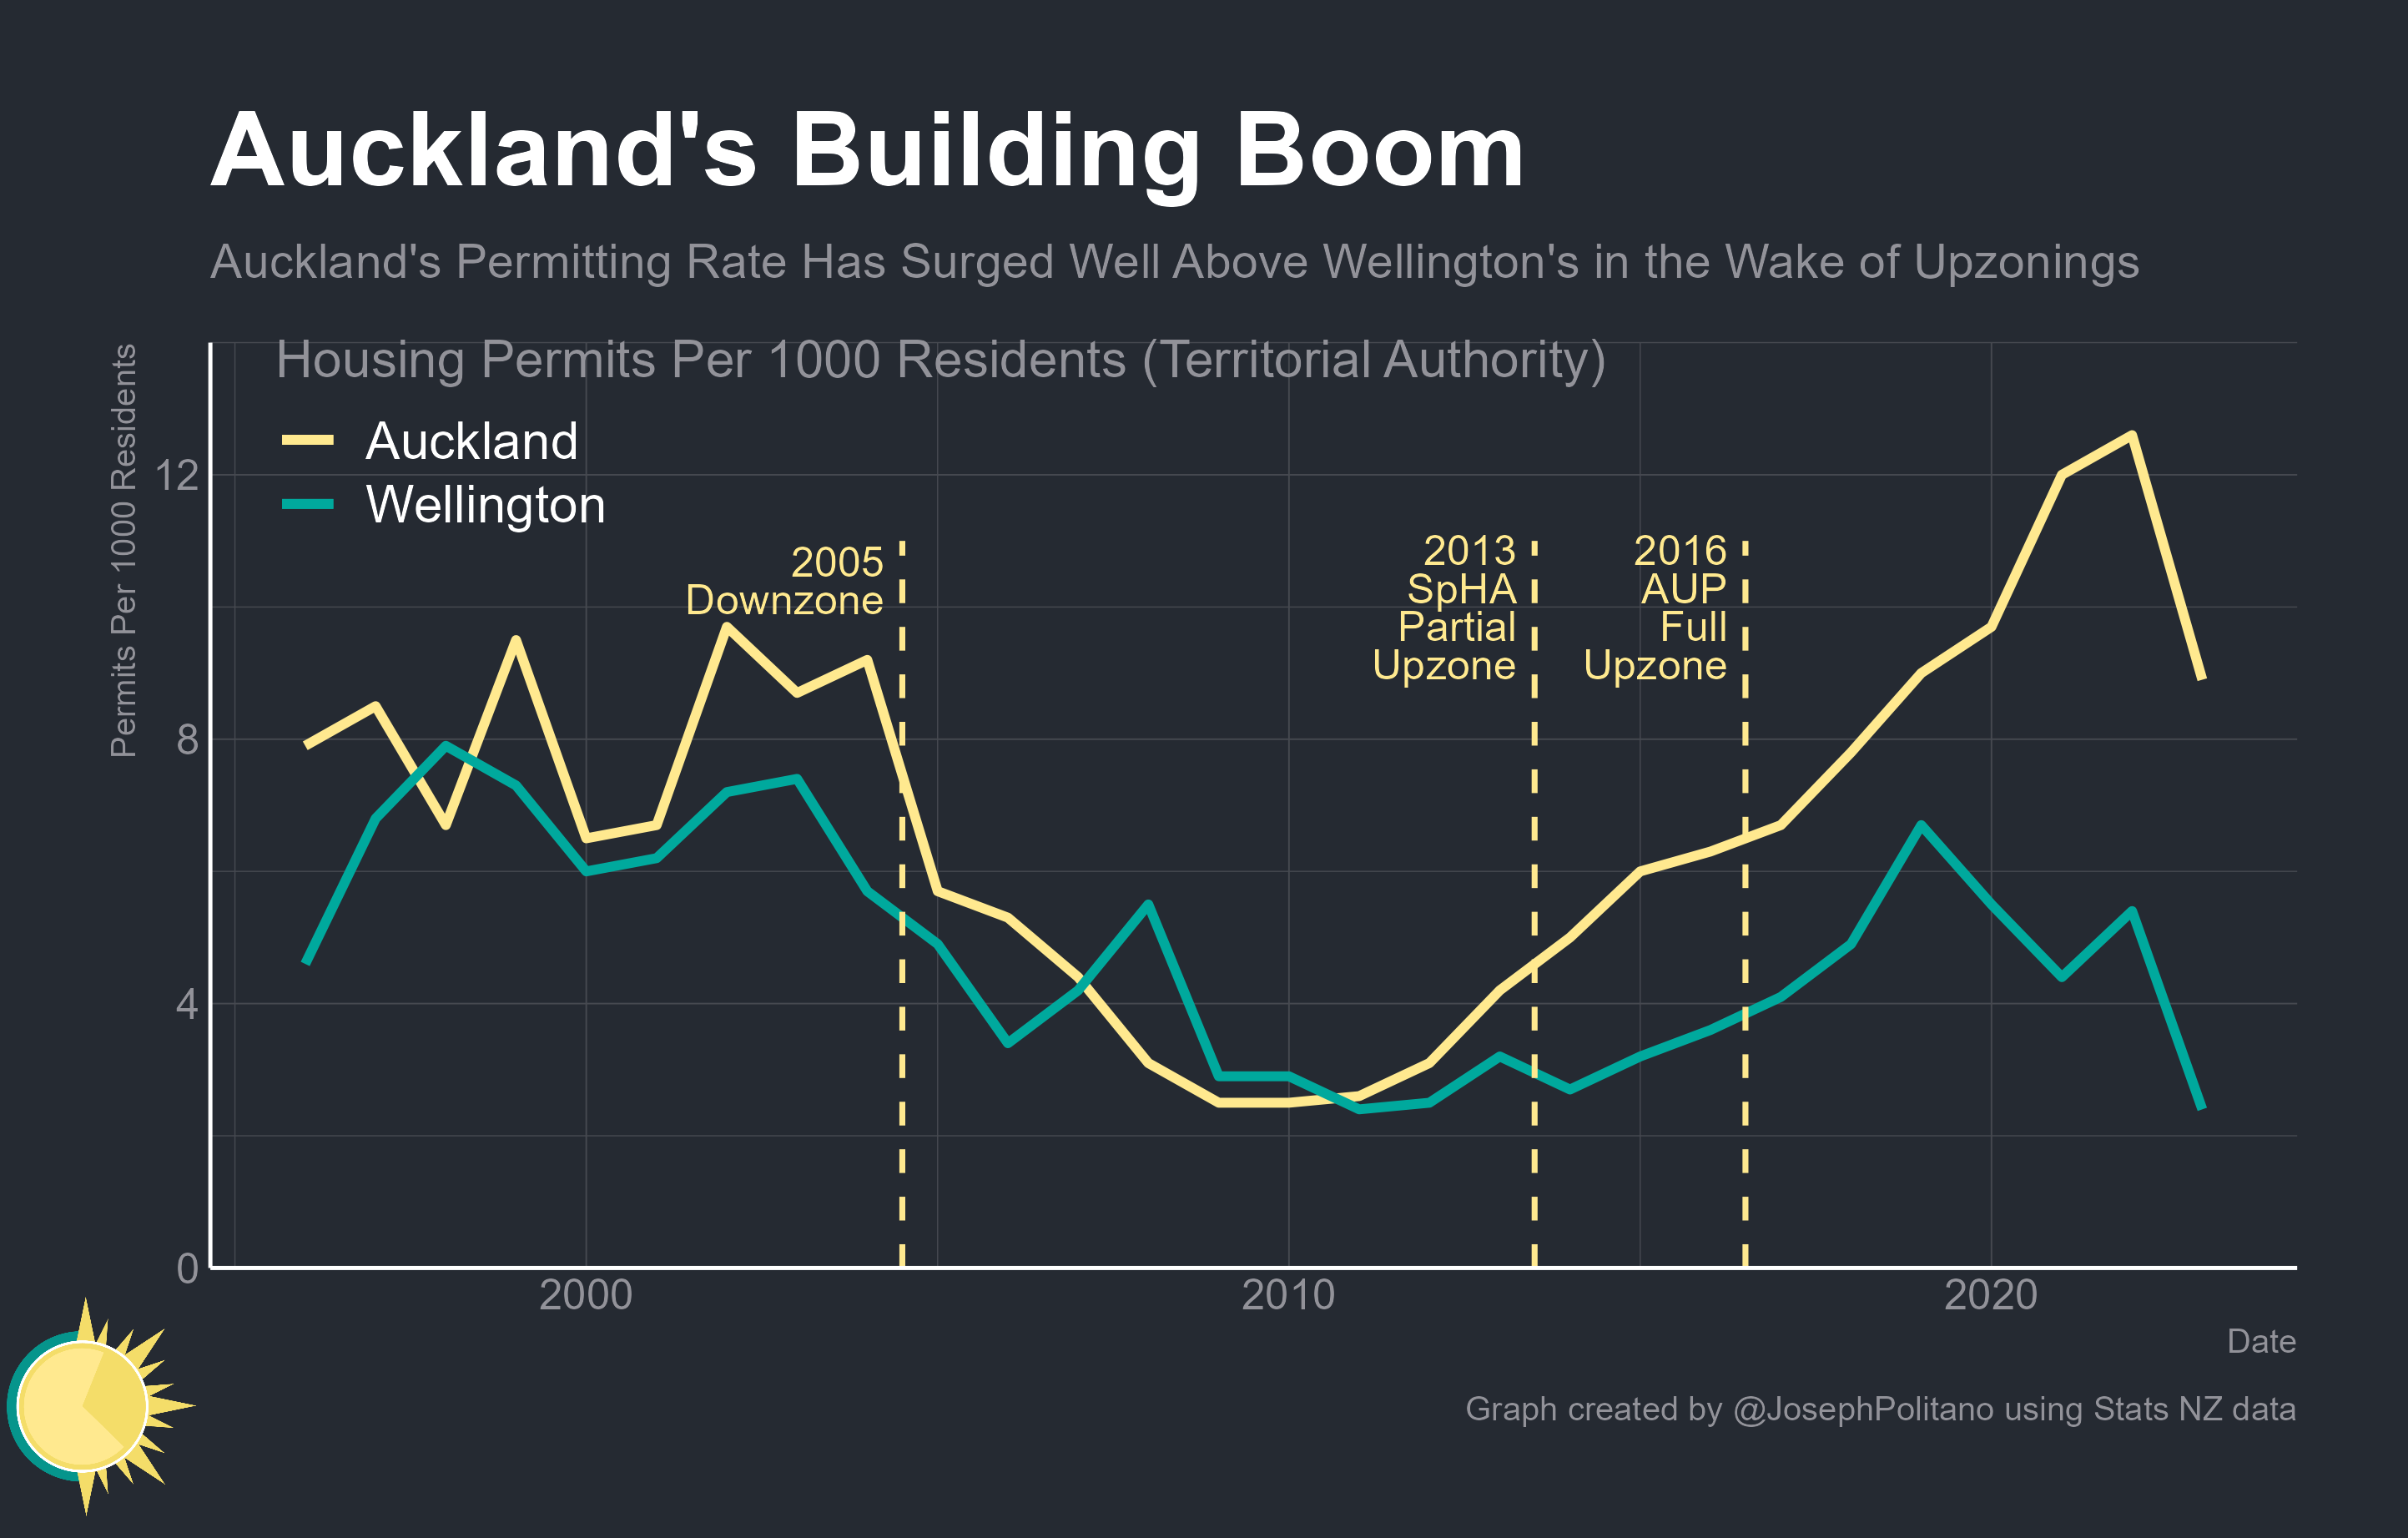 Auckland's Building Boom
Auckland's Permitting Rate Has Surged Well Above Wellington's in the Wake of Upzonings
Housing Permits Per 1000 Residents (Territorial Authority)
Auckland
Wellington
Permits Per 1000 Residents
12
8
4
0
2005
Downzone
2013
SpHA
Partial
Upzone
2016
AUP
Full
Upzone
2000
2010
2020
Date
Graph created by @JosephPolitano using Stats NZ data